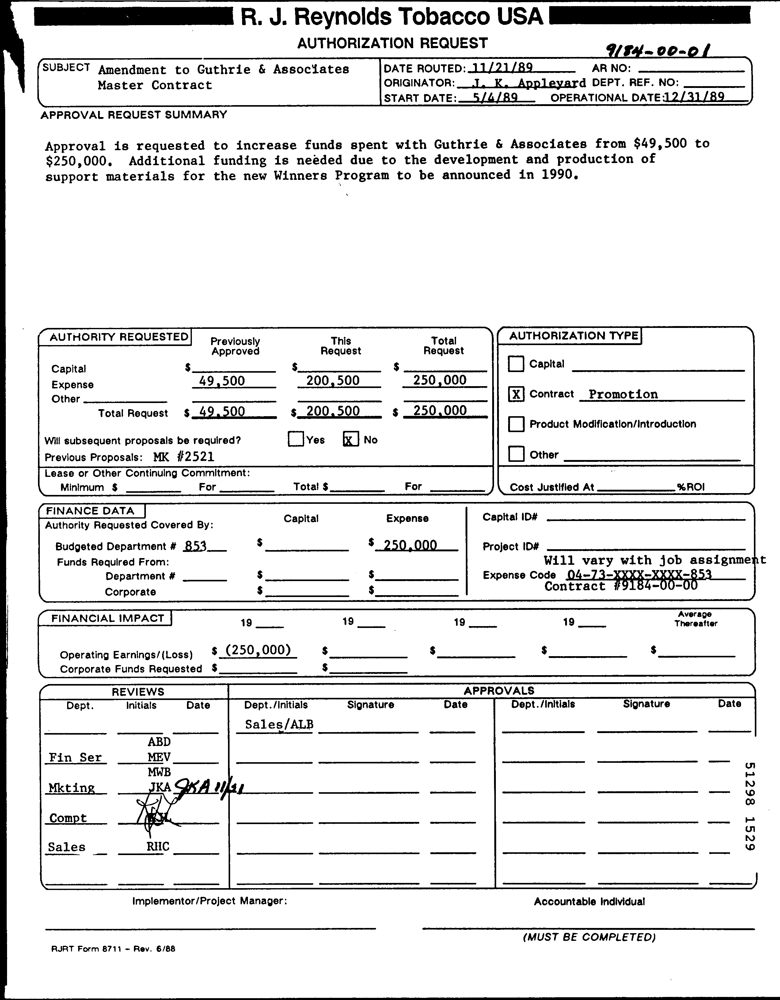 R. J. Reynolds Tobacco USA
AUTHORIZATION REQUEST
9184-00-01
SUBJECT Amendment to Guthrie & Associates
Master Contract
DATE ROUTED: 11/21/89 AR NO:
ORIGINATOR: J. K. Appleyard DEPT. REF. NO:
START DATE: 5/4/89 OPERATIONAL DATE: 12/31/89
APPROVAL REQUEST SUMMARY
Approval is requested to increase funds spent with Guthrie & Associates from $49,500 to
$250,000. Additional funding is needed due to the development and production of
support materials for the new Winners Program to be announced in 1990.
AUTHORITY REQUESTED
Previously Approved This Request Total Request
Capital $ $ $
Expense 49,500 200,500 250,000
Other
Total Request $ 49,500 $ 200,500 $ 250,000
Will subsequent proposals be required? Yes X No
Previous Proposals: MK #2521
Lease or Other Continuing Commitment:
Minimum $ For Total $ For
AUTHORIZATION TYPE
Capital
X Contract Promotion
Product Modification/Introduction
Other
Cost Justified At %ROI
FINANCE DATA
Authority Requested Covered By: Capital Expense
Budgeted Department # 853 $ $ 250,000
Funds Required From:
Department # $ $
Corporate $ $
Capital ID#
Project ID#
Will vary with job assignment
Expense Code 04-73-XXXX-XXXX-853
Contract #9184-00-00
FINANCIAL IMPACT 19 19 19 19 Average Thereafter
Operating Earnings/(Loss) $ (250,000) $ $ $ $
Corporate Funds Requested $ $
REVIEWS APPROVALS
Dept. Initials Date Dept./Initials Signature Date Dept./Initials Signature Date
Sales/ALB
ABD
Fin Ser MEV
MWB
Mkting JKA JKA 11/21
Compt
Sales RHC
51298 1529
Implementor/Project Manager: Accountable Individual
(MUST BE COMPLETED)
RJRT Form 8711 - Rev. 6/88